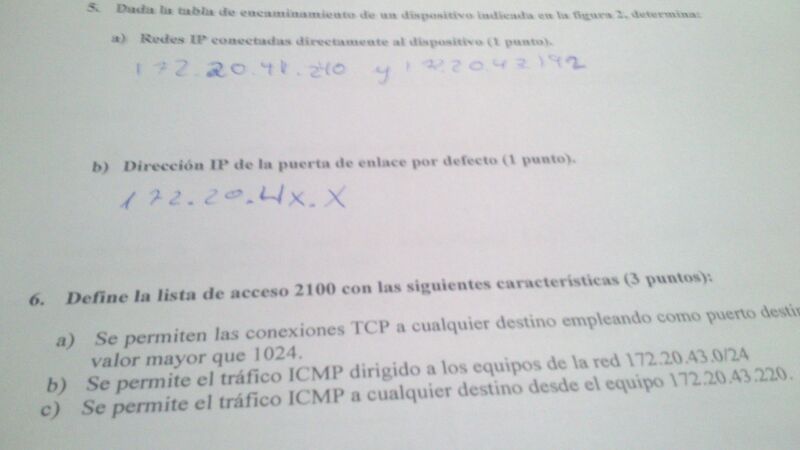 5. Dada la tabla de encaminamiento de un dispositivo indicada en la figura 2, determina:
a) Redes IP conectadas directamente al dispositivo (1 punto).
172.20.41.240 y 172.20.43.192
b) Dirección IP de la puerta de enlace por defecto (1 punto).
172.20.4x.x
6. Define la lista de acceso 2100 con las siguientes características (3 puntos):
a) Se permiten las conexiones TCP a cualquier destino empleando como puerto destino
valor mayor que 1024.
b) Se permite el tráfico ICMP dirigido a los equipos de la red 172.20.43.0/24
c) Se permite el tráfico ICMP a cualquier destino desde el equipo 172.20.43.220.